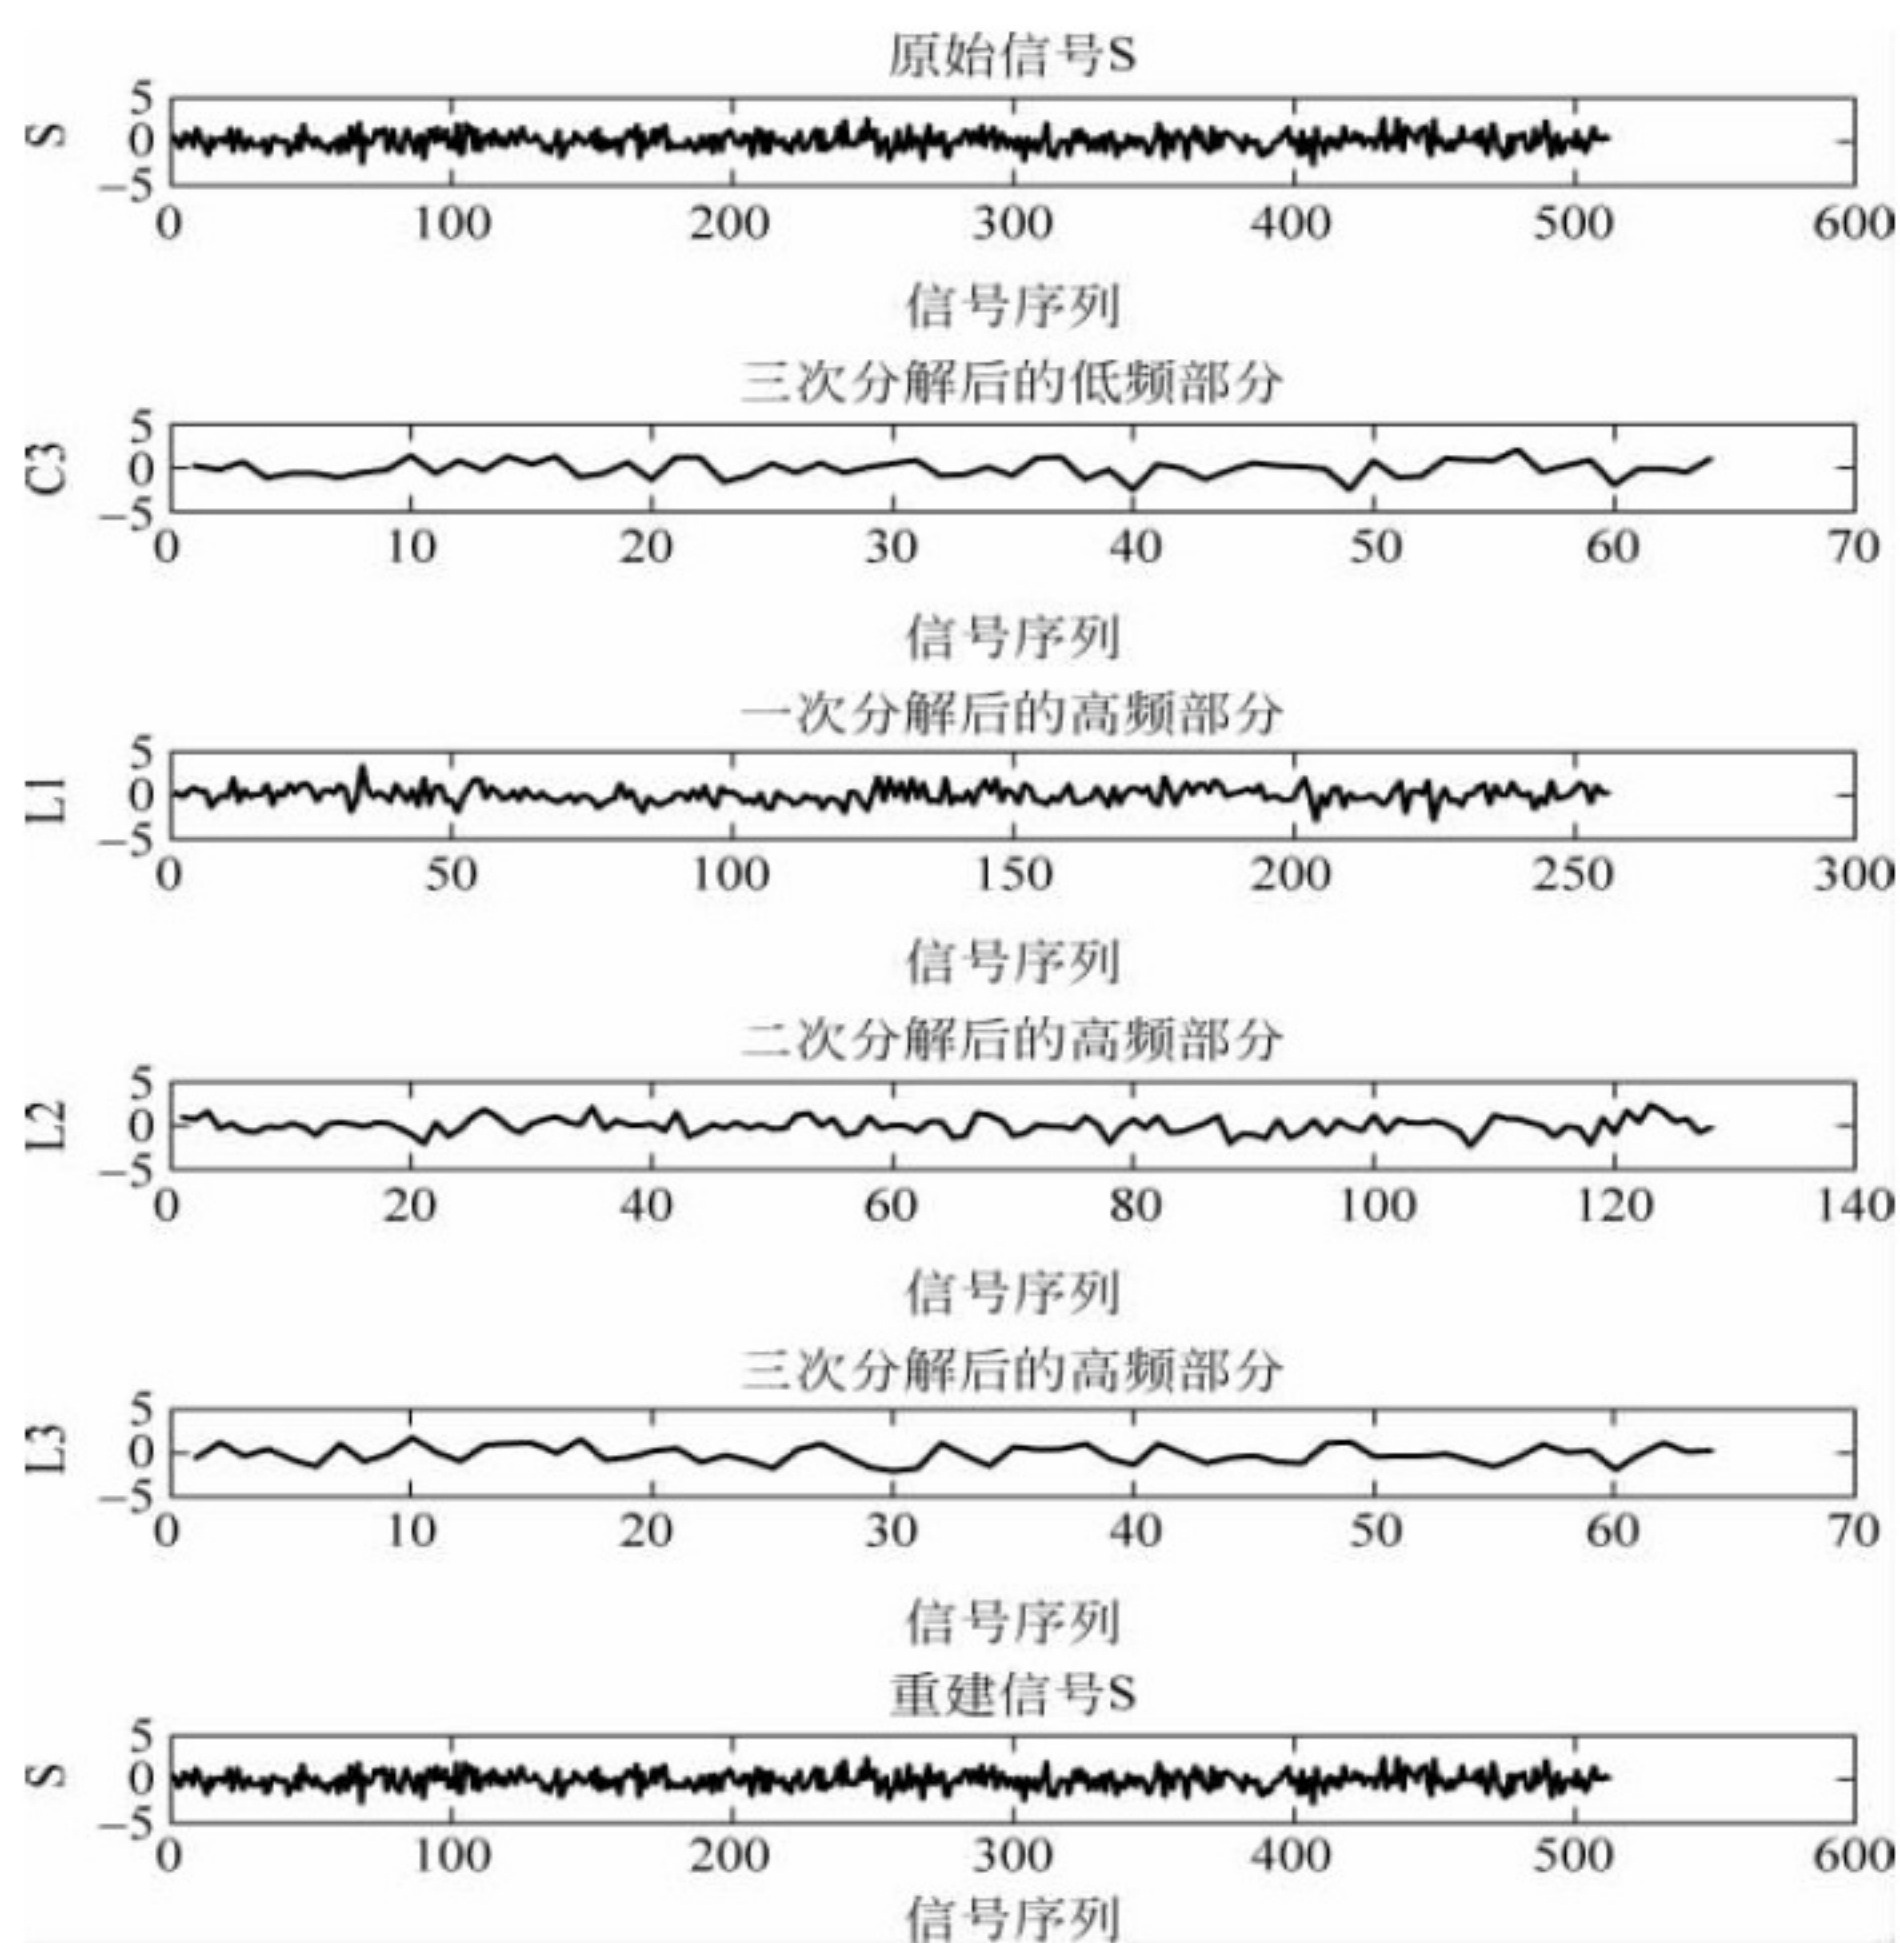 原始信号S
S
5
0
−5
0 100 200 300 400 500 600
信号序列
三次分解后的低频部分
C3
5
0
−5
0 10 20 30 40 50 60 70
信号序列
一次分解后的高频部分
L1
5
0
−5
0 50 100 150 200 250 300
信号序列
二次分解后的高频部分
L2
5
0
−5
0 20 40 60 80 100 120 140
信号序列
三次分解后的高频部分
L3
5
0
−5
0 10 20 30 40 50 60 70
信号序列
重建信号S
S
5
0
−5
0 100 200 300 400 500 600
信号序列